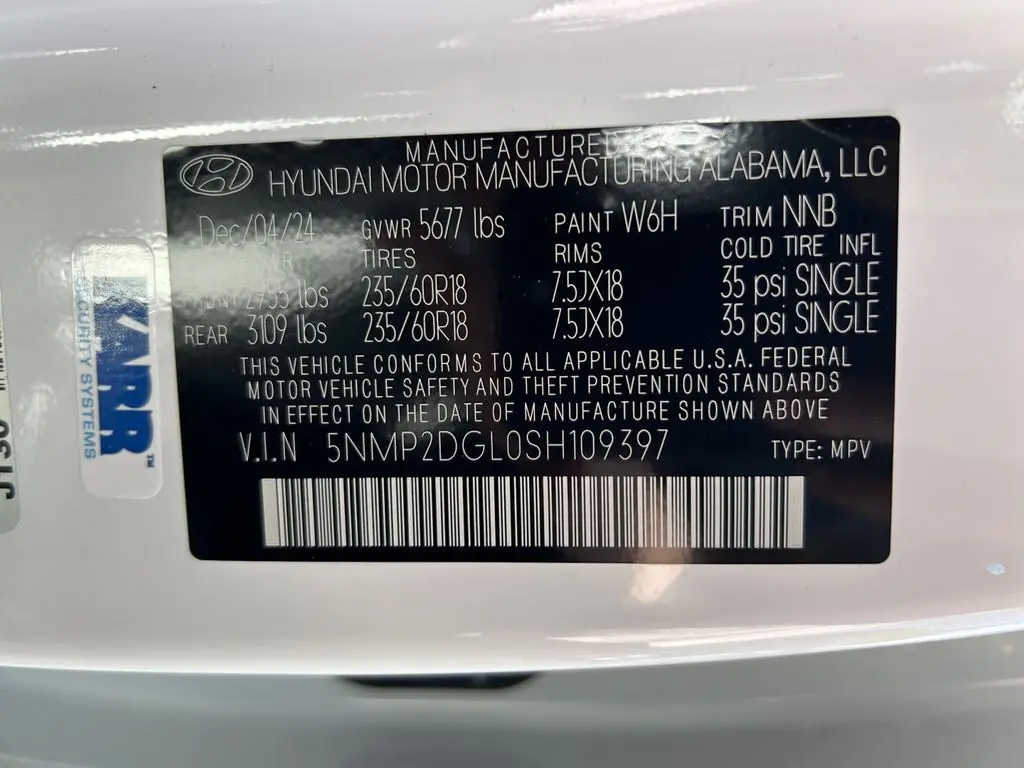 MANUFACTURED
HYUNDAI MOTOR MANUFACTURING ALABAMA, LLC
Dec/04/24 GVWR 5677 lbs PAINT W6H TRIM NNB
TIRES RIMS COLD TIRE INFL
lbs 235/60R18 7.5JX18 35 psi SINGLE
REAR 3109 lbs 235/60R18 7.5JX18 35 psi SINGLE
THIS VEHICLE CONFORMS TO ALL APPLICABLE U.S.A. FEDERAL
MOTOR VEHICLE SAFETY AND THEFT PREVENTION STANDARDS
IN EFFECT ON THE DATE OF MANUFACTURE SHOWN ABOVE
V.I.N 5NMP2DGL0SH109397 TYPE: MPV
KARR™
SECURITY SYSTEMS